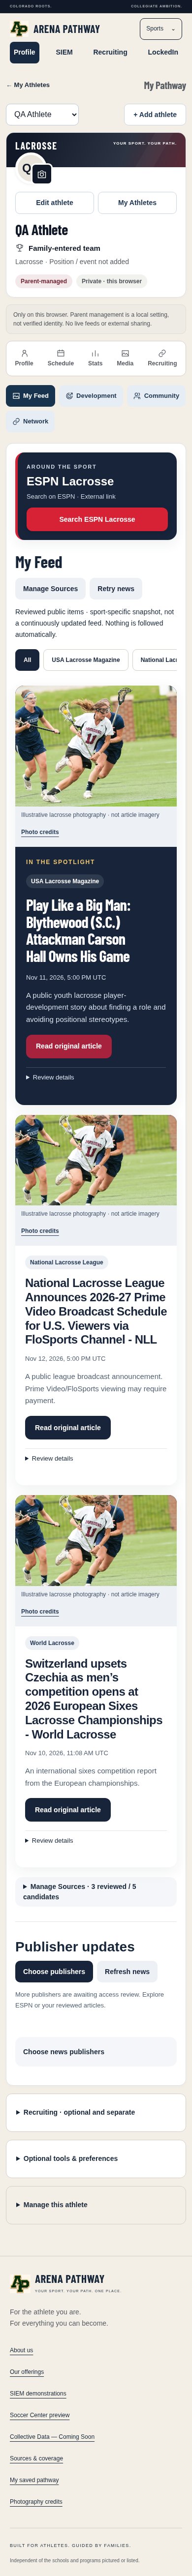 COLORADO ROOTS.
COLLEGIATE AMBITION.
AP
ARENA PATHWAY
Sports
Profile
SIEM
Recruiting
LockedIn
← My Athletes
My Pathway
QA Athlete
+ Add athlete
LACROSSE
YOUR SPORT. YOUR PATH.
Q
Edit athlete
My Athletes
QA Athlete
Family-entered team
Lacrosse · Position / event not added
Parent-managed
Private · this browser
Only on this browser. Parent management is a local setting,
not verified identity. No live feeds or external sharing.
Profile
Schedule
Stats
Media
Recruiting
My Feed
Development
Community
Network
AROUND THE SPORT
ESPN Lacrosse
Search on ESPN · External link
Search ESPN Lacrosse
My Feed
Manage Sources
Retry news
Reviewed public items · sport-specific snapshot, not
a continuously updated feed. Nothing is followed
automatically.
All
USA Lacrosse Magazine
National Lacr
Illustrative lacrosse photography · not article imagery
Photo credits
IN THE SPOTLIGHT
USA Lacrosse Magazine
Play Like a Big Man:
Blythewood (S.C.)
Attackman Carson
Hall Owns His Game
Nov 11, 2026, 5:00 PM UTC
A public youth lacrosse player-
development story about finding a role and
avoiding positional stereotypes.
Read original article
▶ Review details
Illustrative lacrosse photography · not article imagery
Photo credits
National Lacrosse League
National Lacrosse League
Announces 2026-27 Prime
Video Broadcast Schedule
for U.S. Viewers via
FloSports Channel - NLL
Nov 12, 2026, 5:00 PM UTC
A public league broadcast announcement.
Prime Video/FloSports viewing may require
payment.
Read original article
▶ Review details
Illustrative lacrosse photography · not article imagery
Photo credits
World Lacrosse
Switzerland upsets
Czechia as men’s
competition opens at
2026 European Sixes
Lacrosse Championships
- World Lacrosse
Nov 10, 2026, 11:08 AM UTC
An international sixes competition report
from the European championships.
Read original article
▶ Review details
▶ Manage Sources · 3 reviewed / 5
candidates
Publisher updates
Choose publishers
Refresh news
More publishers are awaiting access review. Explore
ESPN or your reviewed articles.
Choose news publishers
▶ Recruiting · optional and separate
▶ Optional tools & preferences
▶ Manage this athlete
AP
ARENA PATHWAY
YOUR SPORT. YOUR PATH. ONE PLACE.
For the athlete you are.
For everything you can become.
About us
Our offerings
SIEM demonstrations
Soccer Center preview
Collective Data — Coming Soon
Sources & coverage
My saved pathway
Photography credits
BUILT FOR ATHLETES. GUIDED BY FAMILIES.
Independent of the schools and programs pictured or listed.